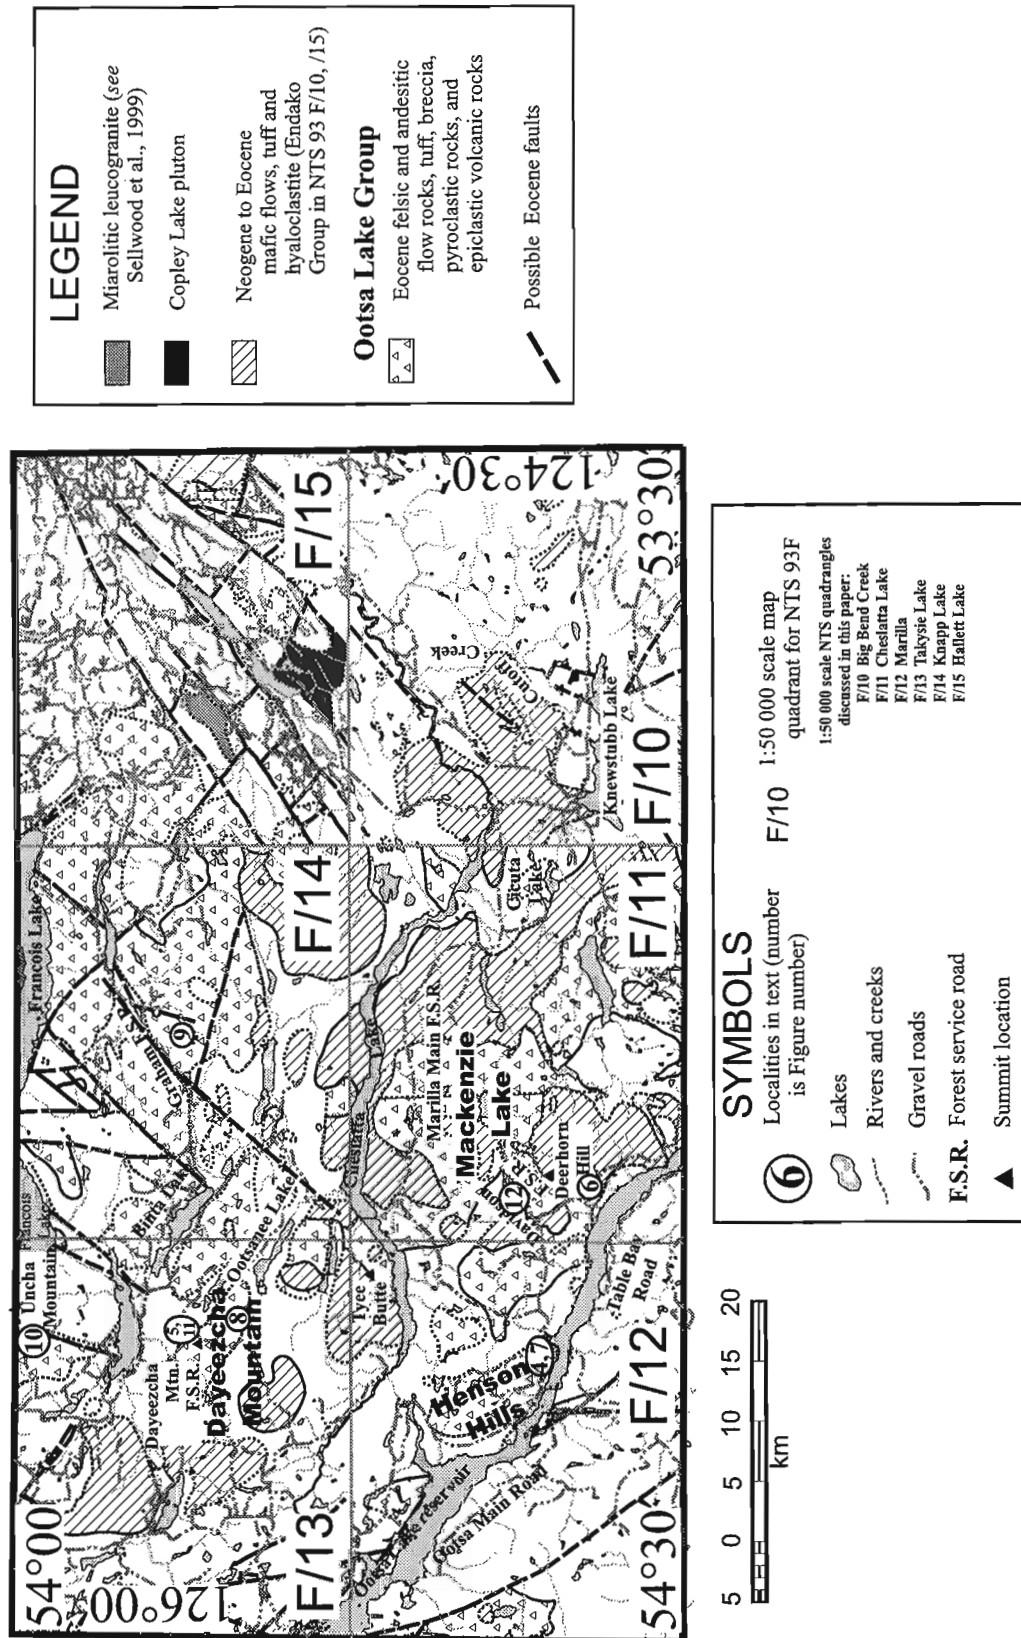 54°00'
126°00'
F/13
F/14
F/15
F/12
F/11
F/10
54°30'
53°30'
124°30'
Francois Lake
Francois
Lake
10
Uncha
Mountain
Binta Lake
Graham F.S.R.
9
5,
11
Dayeezcha
Mtn.
F.S.R.
8
Dayeezcha
Mountain
Ootsanee Lake
Tyee
Butte
Cheslatta
Lake
Marilla Main F.S.R.
Mackenzie
Lake
12
Davidson
F.S.R.
Deerhorn
Hill
6
Cicuta
Lake
Knewstubb Lake
Cutoff
Creek
Henson
Hills
4,7
Table Bay
Road
Ootsa Lake reservoir
Ootsa Main Road
5 0 5 10 15 20
km
LEGEND
Miarolitic leucogranite (see
Sellwood et al., 1999)
Copley Lake pluton
Neogene to Eocene
mafic flows, tuff and
hyaloclastite (Endako
Group in NTS 93 F/10, /15)
Ootsa Lake Group
Eocene felsic and andesitic
flow rocks, tuff, breccia,
pyroclastic rocks, and
epiclastic volcanic rocks
Possible Eocene faults
SYMBOLS
6 Localities in text (number
is Figure number)
Lakes
Rivers and creeks
Gravel roads
F.S.R. Forest service road
Summit location
F/10 1:50 000 scale map
quadrant for NTS 93F
1:50 000 scale NTS quadrangles
discussed in this paper:
F/10 Big Bend Creek
F/11 Cheslatta Lake
F/12 Marilla
F/13 Takysie Lake
F/14 Knapp Lake
F/15 Hallett Lake